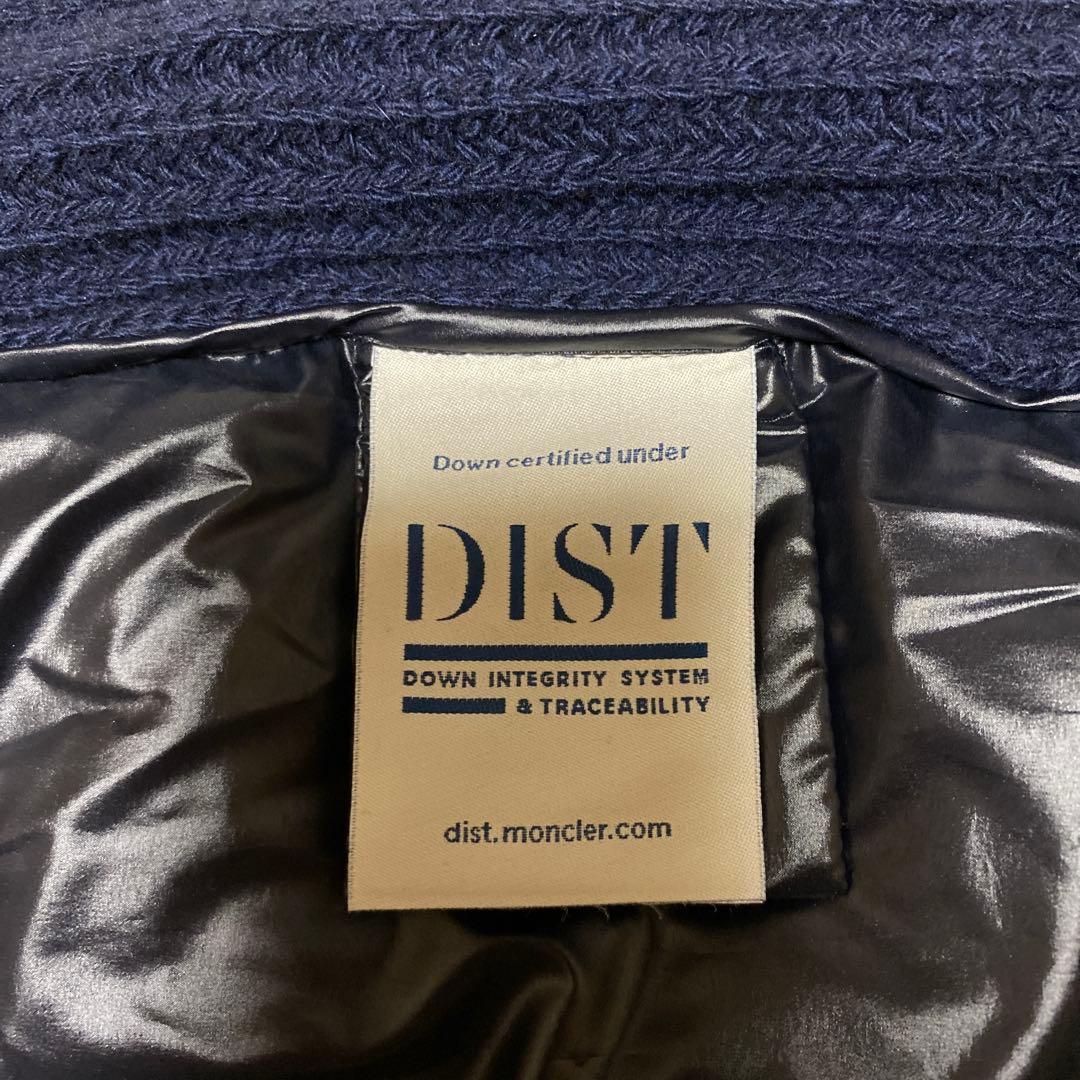 Down certified under
DIST
DOWN INTEGRITY SYSTEM
& TRACEABILITY
dist.moncler.com